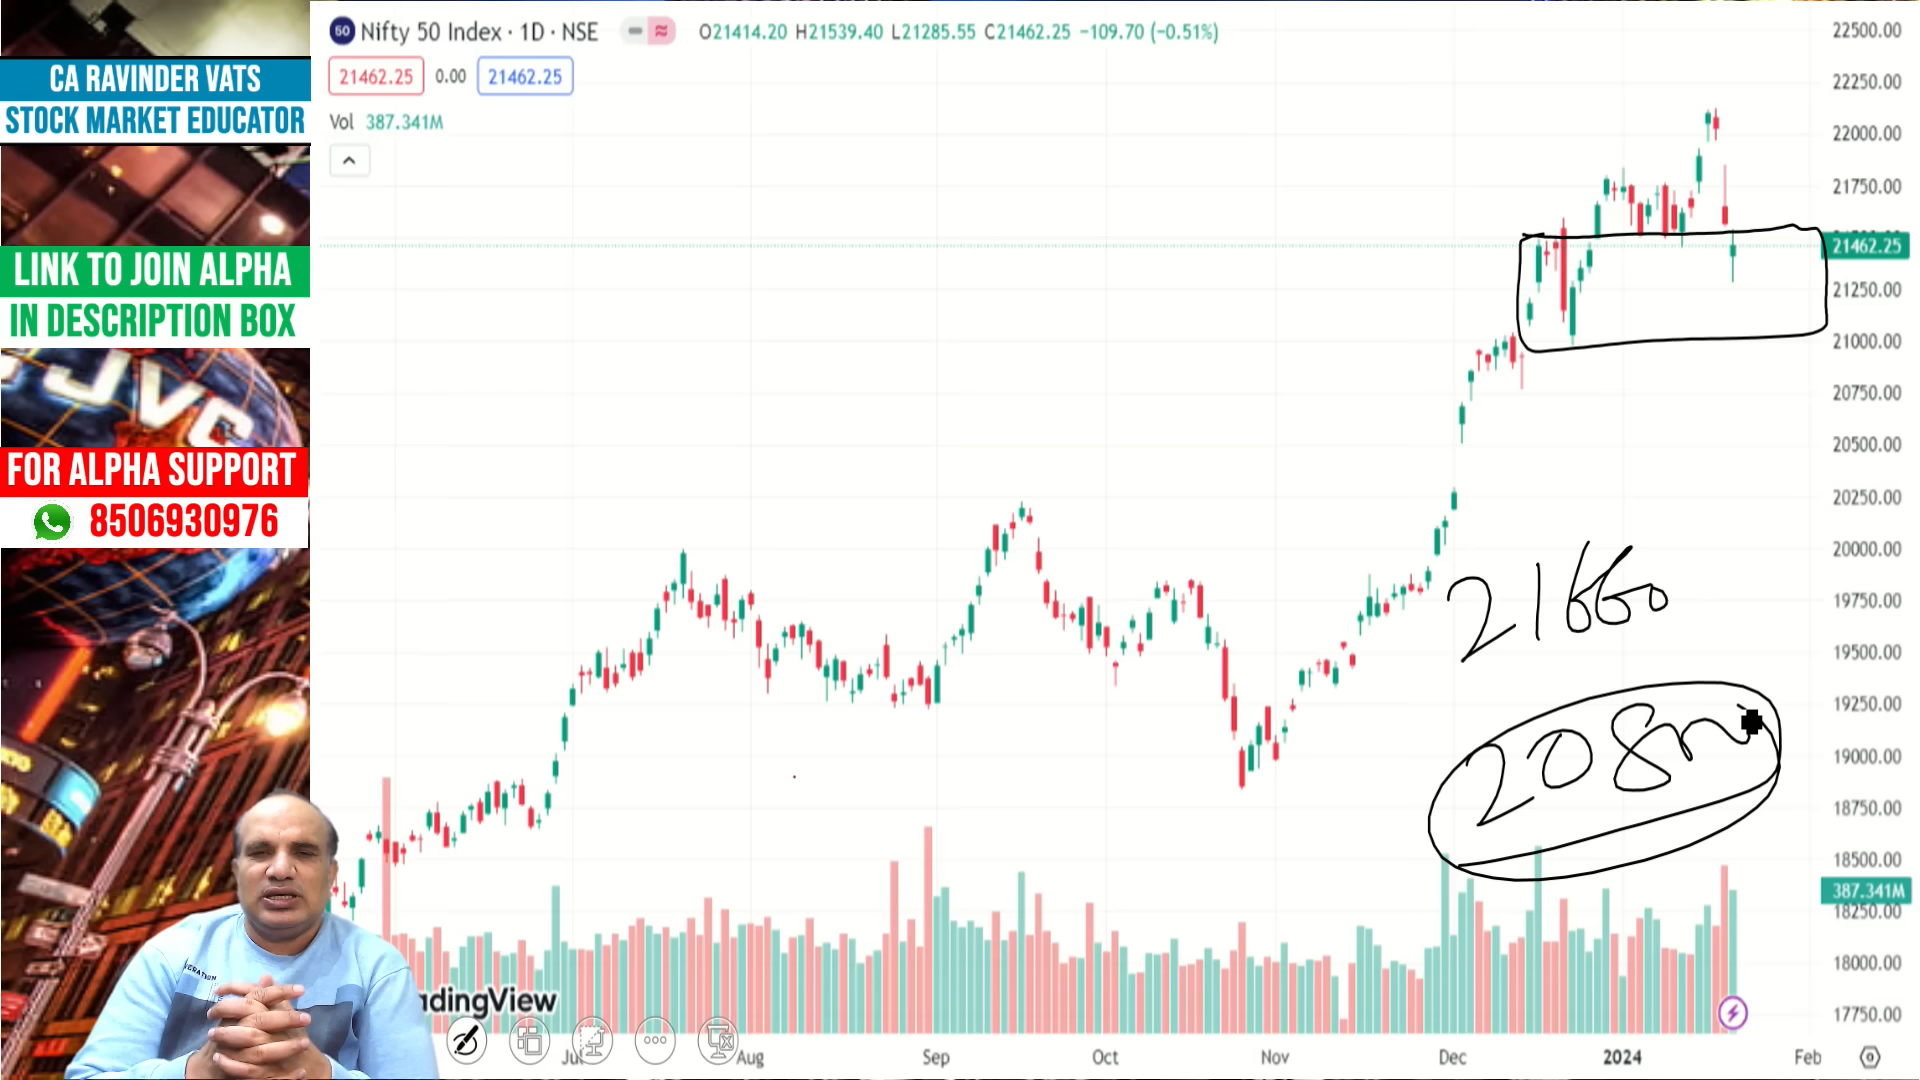 CA RAVINDER VATS
STOCK MARKET EDUCATOR
JVC
LINK TO JOIN ALPHA
IN DESCRIPTION BOX
FOR ALPHA SUPPORT
8506930976
50 Nifty 50 Index · 1D · NSE
O21414.20 H21539.40 L21285.55 C21462.25 −109.70 (−0.51%)
21462.25 0.00 21462.25
Vol 387.341M
22500.00
22250.00
22000.00
21750.00
21462.25
21250.00
21000.00
20750.00
20500.00
20250.00
20000.00
19750.00
19500.00
19250.00
19000.00
18750.00
18500.00
387.341M
18250.00
18000.00
17750.00
21660
adingView
Aug Sep Oct Nov Dec 2024 Feb